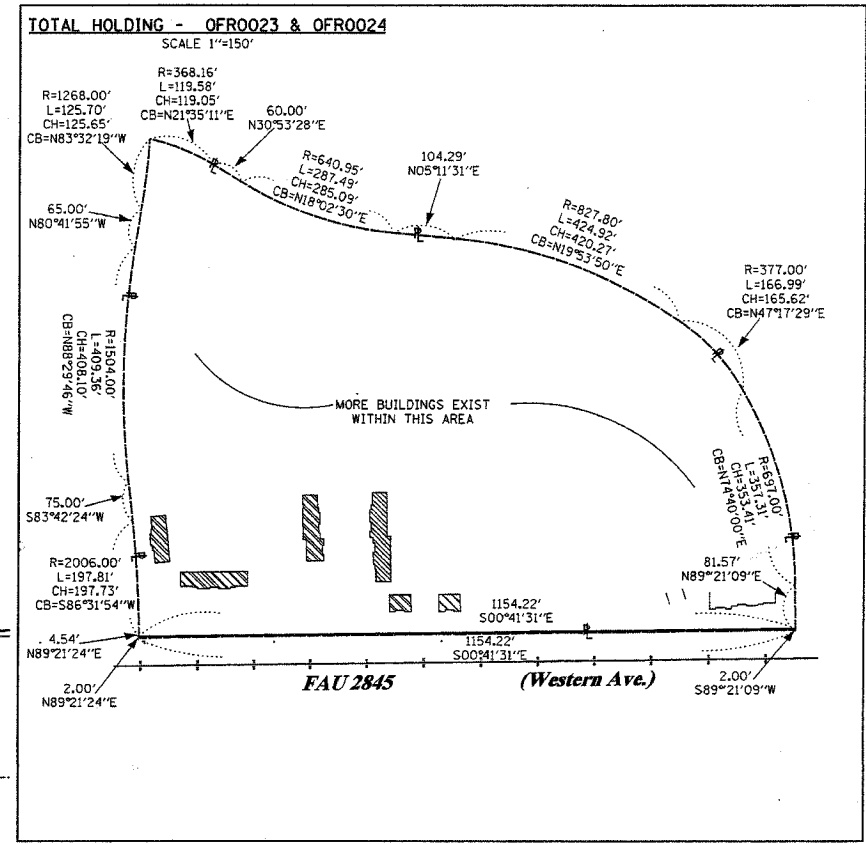 TOTAL HOLDING - OFR0023 & OFR0024
SCALE 1"=150'
R=368.16'
L=119.58'
CH=119.05'
CB=N21°35'11"E
R=1268.00'
L=125.70'
CH=125.65'
CB=N83°32'19"W
60.00'
N30°53'28"E
R=640.95'
L=287.49'
CH=285.09'
CB=N18°02'30"E
104.29'
N05°11'31"E
R=827.80'
L=424.92'
CH=420.27'
CB=N19°53'50"E
65.00'
N80°41'55"W
R=377.00'
L=166.99'
CH=165.62'
CB=N47°17'29"E
R=1504.00'
L=409.36'
CH=408.10'
CB=N88°29'46"W
MORE BUILDINGS EXIST
WITHIN THIS AREA
R=697.00'
L=357.31'
CH=353.41'
CB=N74°40'00"E
75.00'
S83°42'24"W
R=2006.00'
L=197.81'
CH=197.73'
CB=S86°31'54"W
81.57'
N89°21'09"E
1154.22'
S00°41'31"E
4.54'
N89°21'24"E
1154.22'
S00°41'31"E
2.00'
N89°21'24"E
2.00'
S89°21'09"W
FAU 2845 (Western Ave.)